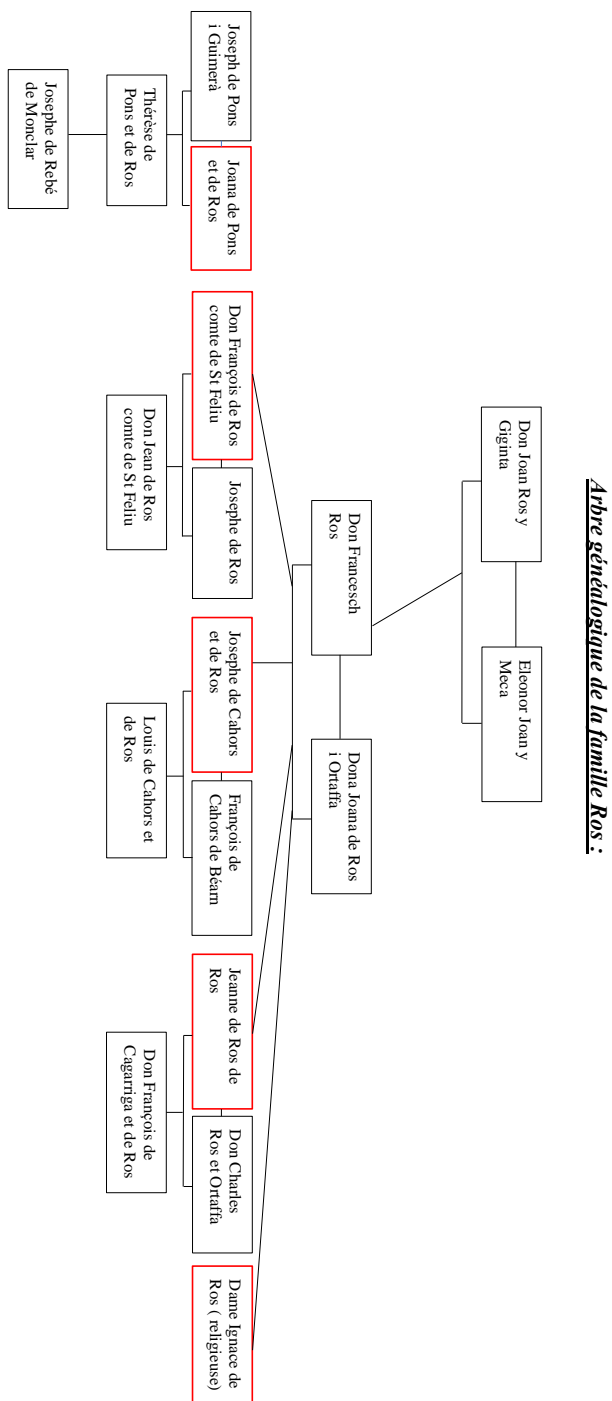 Arbre généalogique de la famille Ros :
Don Joan Ros y
Giginta
Eleonor Joan y
Meca
Don Francesch
Ros
Dona Joana de Ros
i Ortaffa
Joseph de Pons
i Guimerà
Joana de Pons
et de Ros
Don François de Ros
comte de St Feliu
Josephe de Ros
Josephe de Cahors
et de Ros
François de
Cahors de Béarn
Jeanne de Ros de
Ros
Don Charles
Ros et Ortaffa
Dame Ignace de
Ros ( religieuse)
Thérèse de
Pons et de Ros
Don Jean de Ros
comte de St Feliu
Louis de Cahors et
de Ros
Don François de
Cagarriga et de Ros
Josephe de Rebé
de Monclar